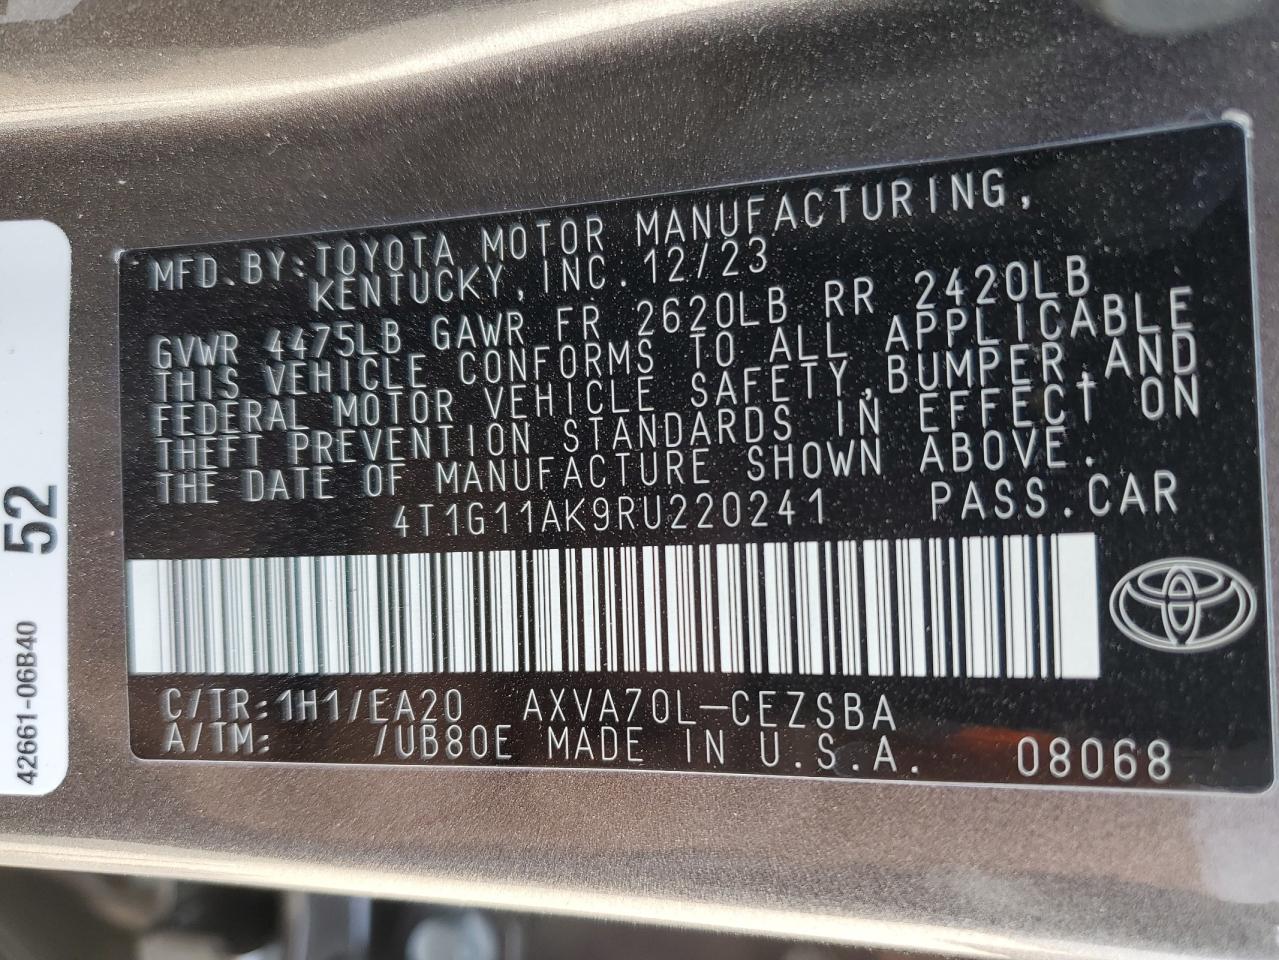 MFD.BY:TOYOTA MOTOR MANUFACTURING,
KENTUCKY,INC. 12/23
GVWR 4475LB GAWR FR 2620LB RR 2420LB
THIS VEHICLE CONFORMS TO ALL APPLICABLE
FEDERAL MOTOR VEHICLE SAFETY,BUMPER,AND
THEFT PREVENTION STANDARDS IN EFFECT ON
THE DATE OF MANUFACTURE SHOWN ABOVE.
4T1G11AK9RU220241 PASS.CAR
C/TR:1H1/EA20 AXVA70L-CEZSBA
A/TM: /UB80E MADE IN U.S.A. 08068
52
42661-06B40